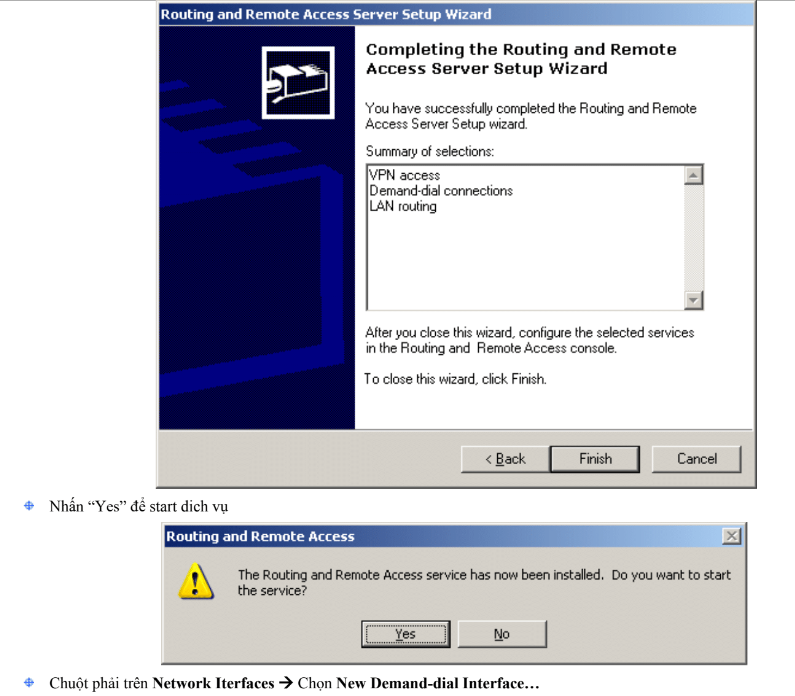 Routing and Remote Access Server Setup Wizard
Completing the Routing and Remote
Access Server Setup Wizard
You have successfully completed the Routing and Remote
Access Server Setup wizard.
Summary of selections:
VPN access
Demand-dial connections
LAN routing
After you close this wizard, configure the selected services
in the Routing and Remote Access console.
To close this wizard, click Finish.
< Back
Finish
Cancel
Nhấn “Yes” để start dich vụ
Routing and Remote Access
The Routing and Remote Access service has now been installed. Do you want to start
the service?
Yes
No
Chuột phải trên Network Iterfaces → Chọn New Demand-dial Interface…